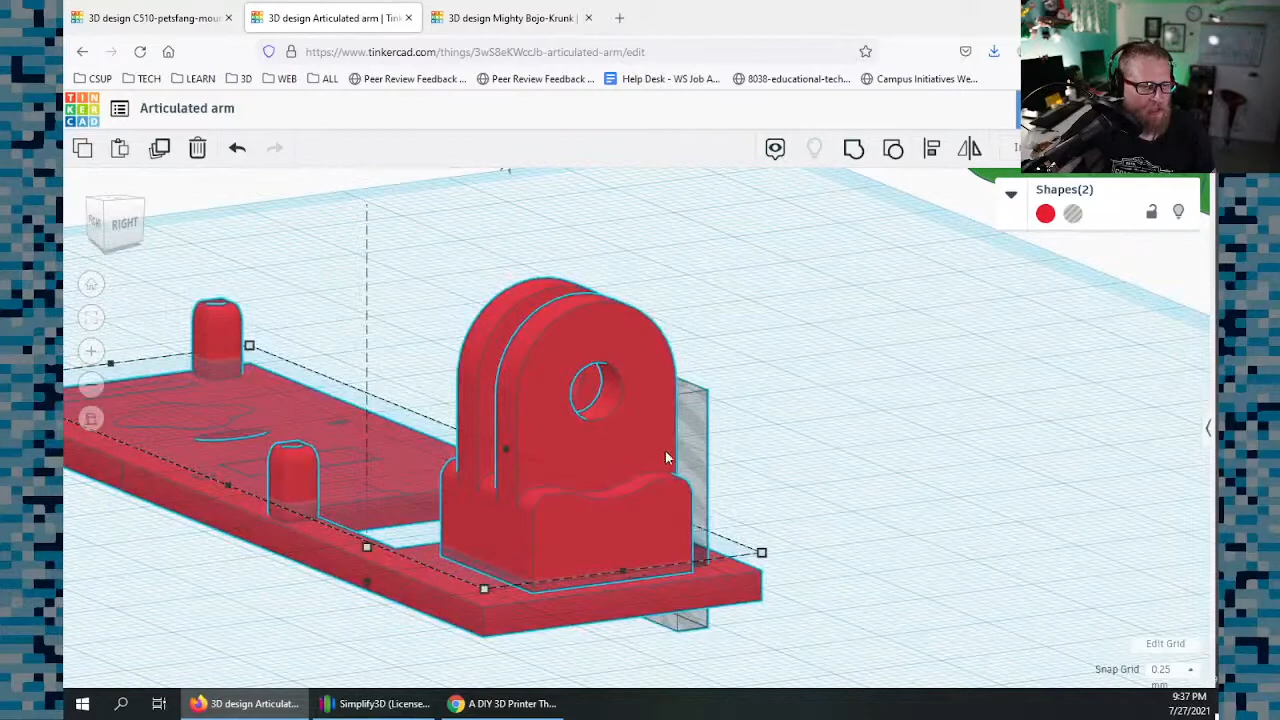 3D design C510-petsfang-mour
3D design Articulated arm | Tink
3D design Mighty Bojo-Krunk |
https://www.tinkercad.com/things/3wS8eKWccJb-articulated-arm/edit
CSUP
TECH
LEARN
3D
WEB
ALL
Peer Review Feedback ...
Peer Review Feedback ...
Help Desk - WS Job A...
8038-educational-tech...
Campus Initiatives We...
TIN
KER
CAD
Articulated arm
Shapes(2)
RIGHT
Edit Grid
Snap Grid 0.25
mm
3D design Articulat...
Simplify3D (License...
A DIY 3D Printer Th...
9:37 PM
7/27/2021